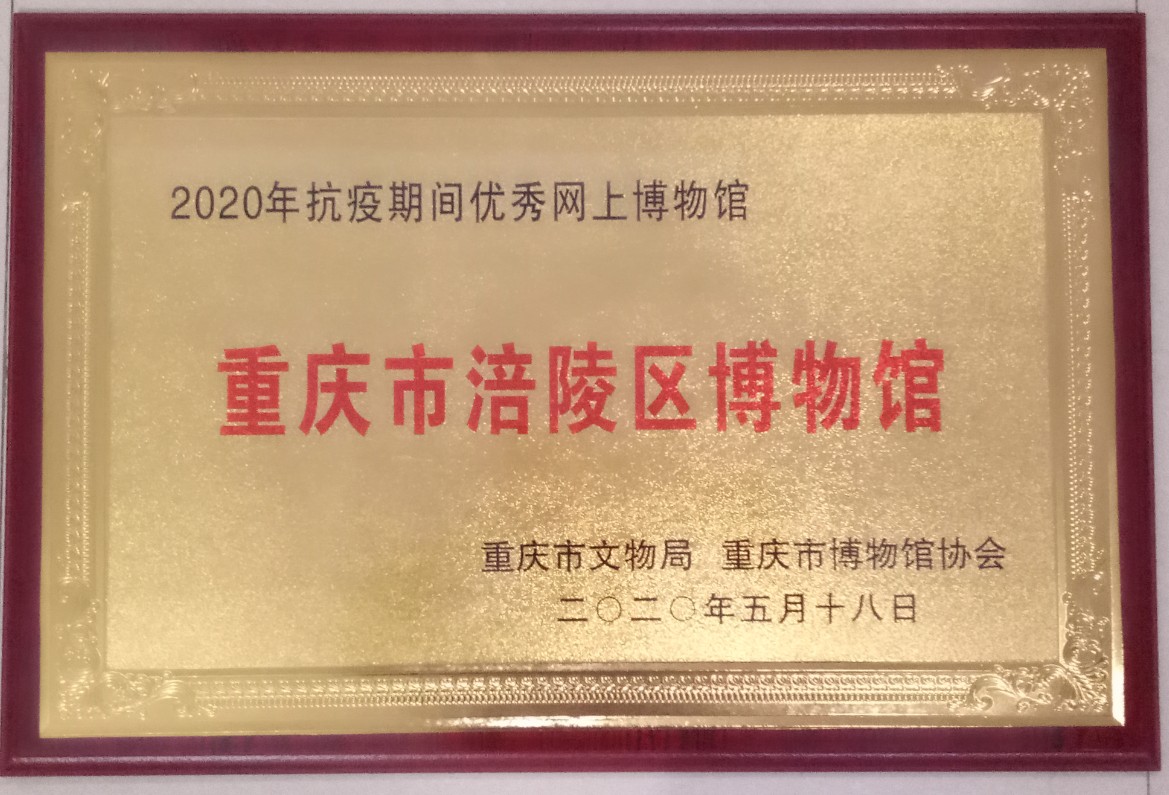 2020年抗疫期间优秀网上博物馆
重庆市涪陵区博物馆
重庆市文物局 重庆市博物馆协会
二〇二〇年五月十八日